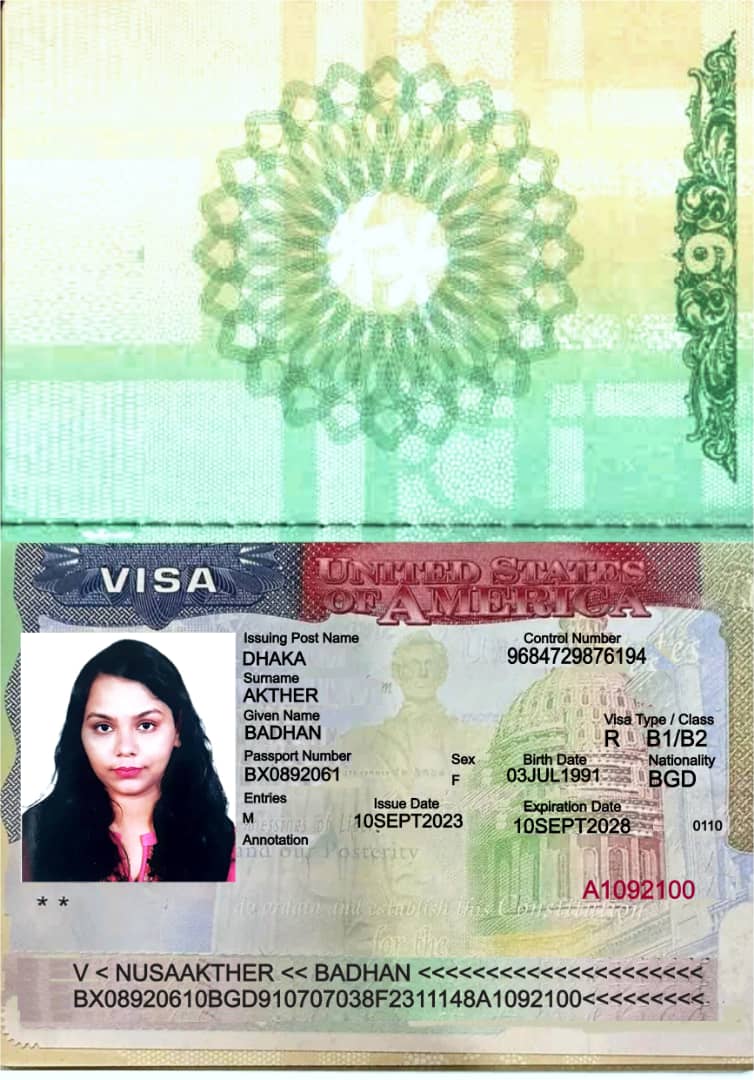 9
VISA
UNITED STATES
OF AMERICA
Issuing Post Name
DHAKA
Control Number
9684729876194
Surname
AKTHER
Given Name
BADHAN
Visa Type / Class
R B1/B2
Passport Number
BX0892061
Sex
F
Birth Date
03JUL1991
Nationality
BGD
Entries
M
Issue Date
10SEPT2023
Expiration Date
10SEPT2028
0110
Annotation
and our Posterity
A1092100
* *
do ordain and establish this Constitution
for the
V < NUSAAKTHER << BADHAN <<<<<<<<<<<<<<<<<<<<<
BX08920610BGD910707038F2311148A1092100<<<<<<<<<